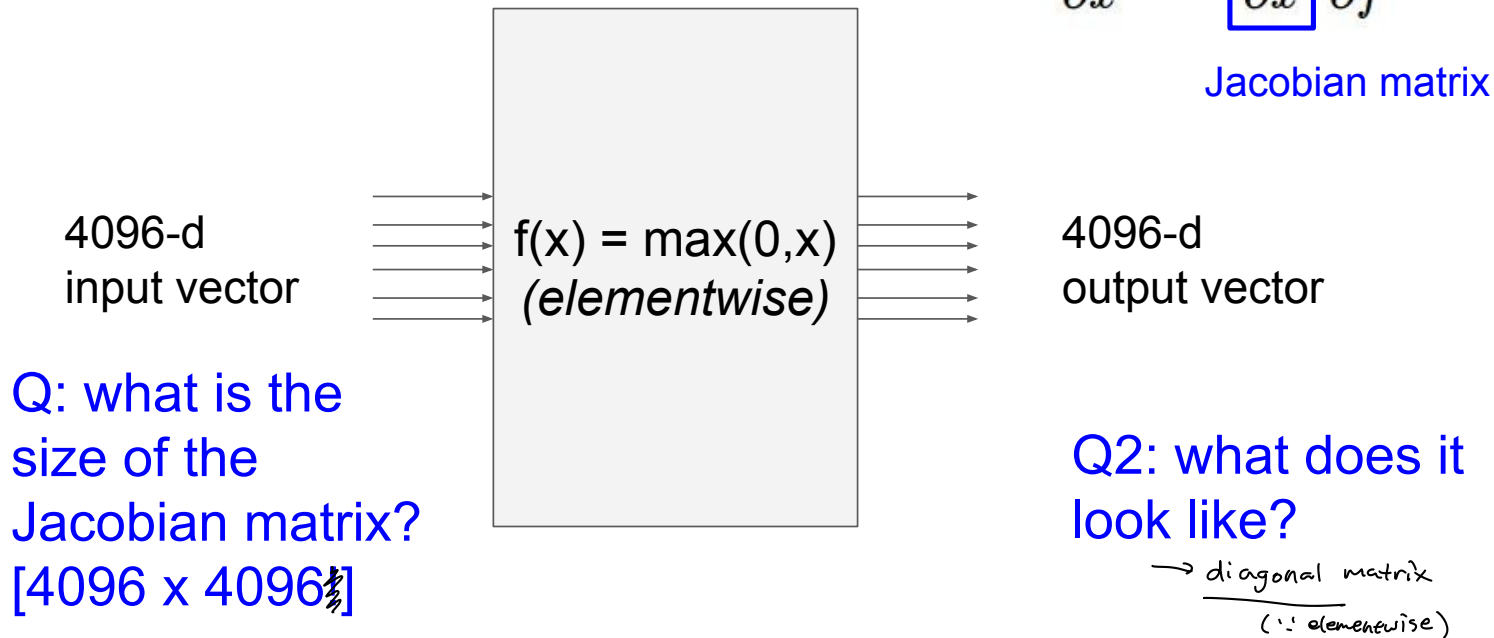 ∂x ∂x ∂f
Jacobian matrix
4096-d
input vector
f(x) = max(0,x)
(elementwise)
4096-d
output vector
Q: what is the
size of the
Jacobian matrix?
[4096 x 4096]
Q2: what does it
look like?
→ diagonal matrix
(∵ elementwise)